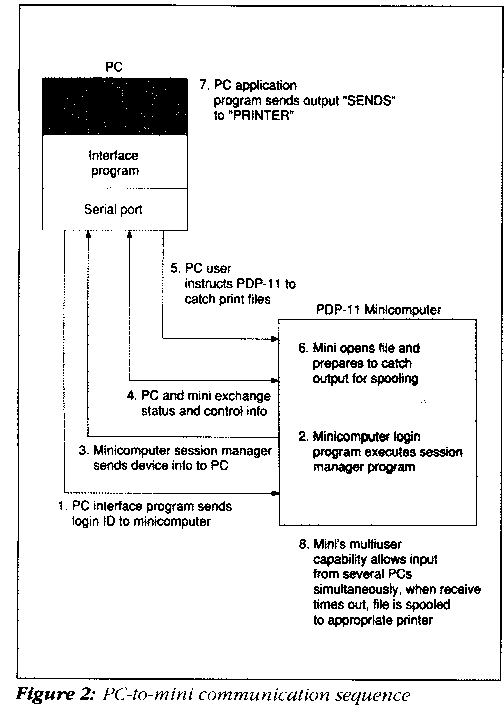 PC
7. PC application
program sends output "SENDS"
to "PRINTER"
Interface
program
Serial port
5. PC user
instructs PDP-11 to
catch print files
PDP-11 Minicomputer
6. Mini opens file and
prepares to catch
output for spooling
4. PC and mini exchange
status and control info
2. Minicomputer login
program executes session
manager program
3. Minicomputer session manager
sends device info to PC
1. PC interface program sends
login ID to minicomputer
8. Mini's multiuser
capability allows input
from several PCs
simultaneously, when receive
times out, file is spooled
to appropriate printer
Figure 2: PC-to-mini communication sequence